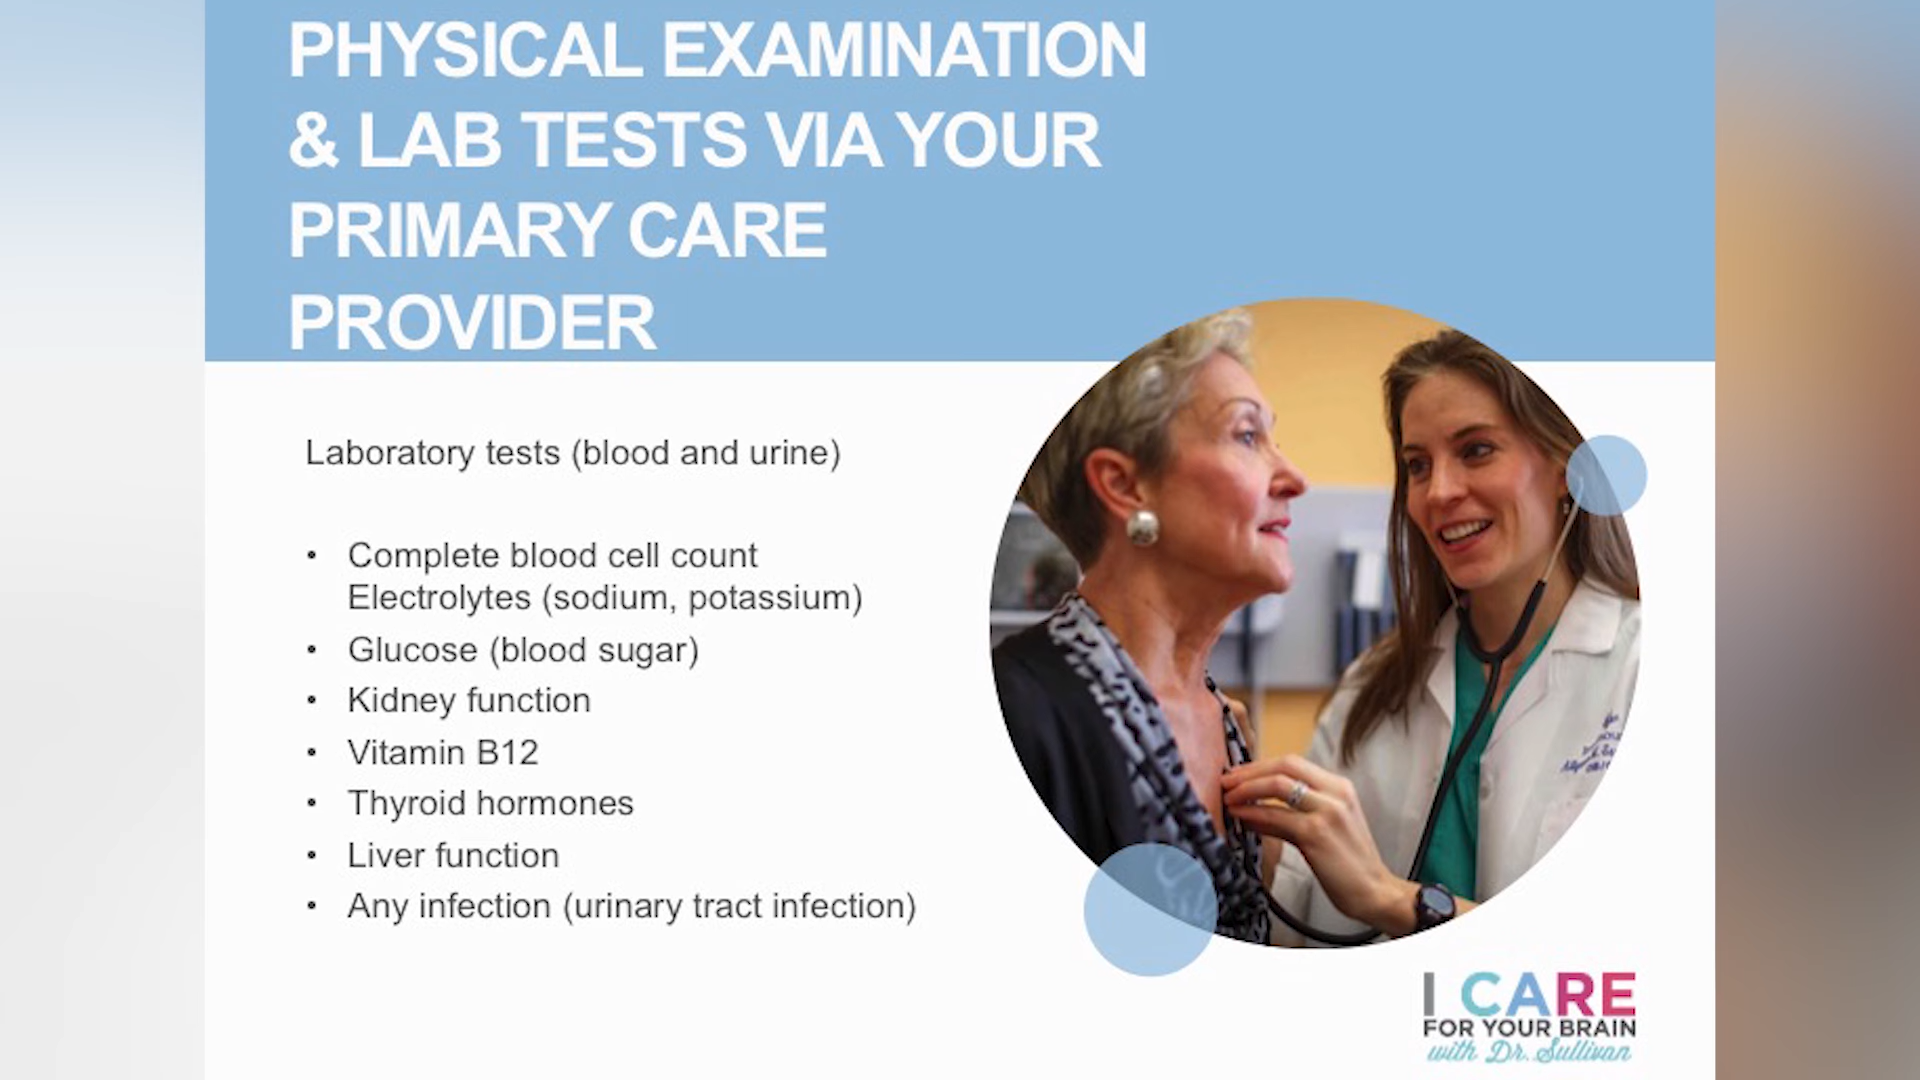 PHYSICAL EXAMINATION
& LAB TESTS VIA YOUR
PRIMARY CARE
PROVIDER
Laboratory tests (blood and urine)
• Complete blood cell count
Electrolytes (sodium, potassium)
• Glucose (blood sugar)
• Kidney function
• Vitamin B12
• Thyroid hormones
• Liver function
• Any infection (urinary tract infection)
I CARE
FOR YOUR BRAIN
with Dr. Sullivan